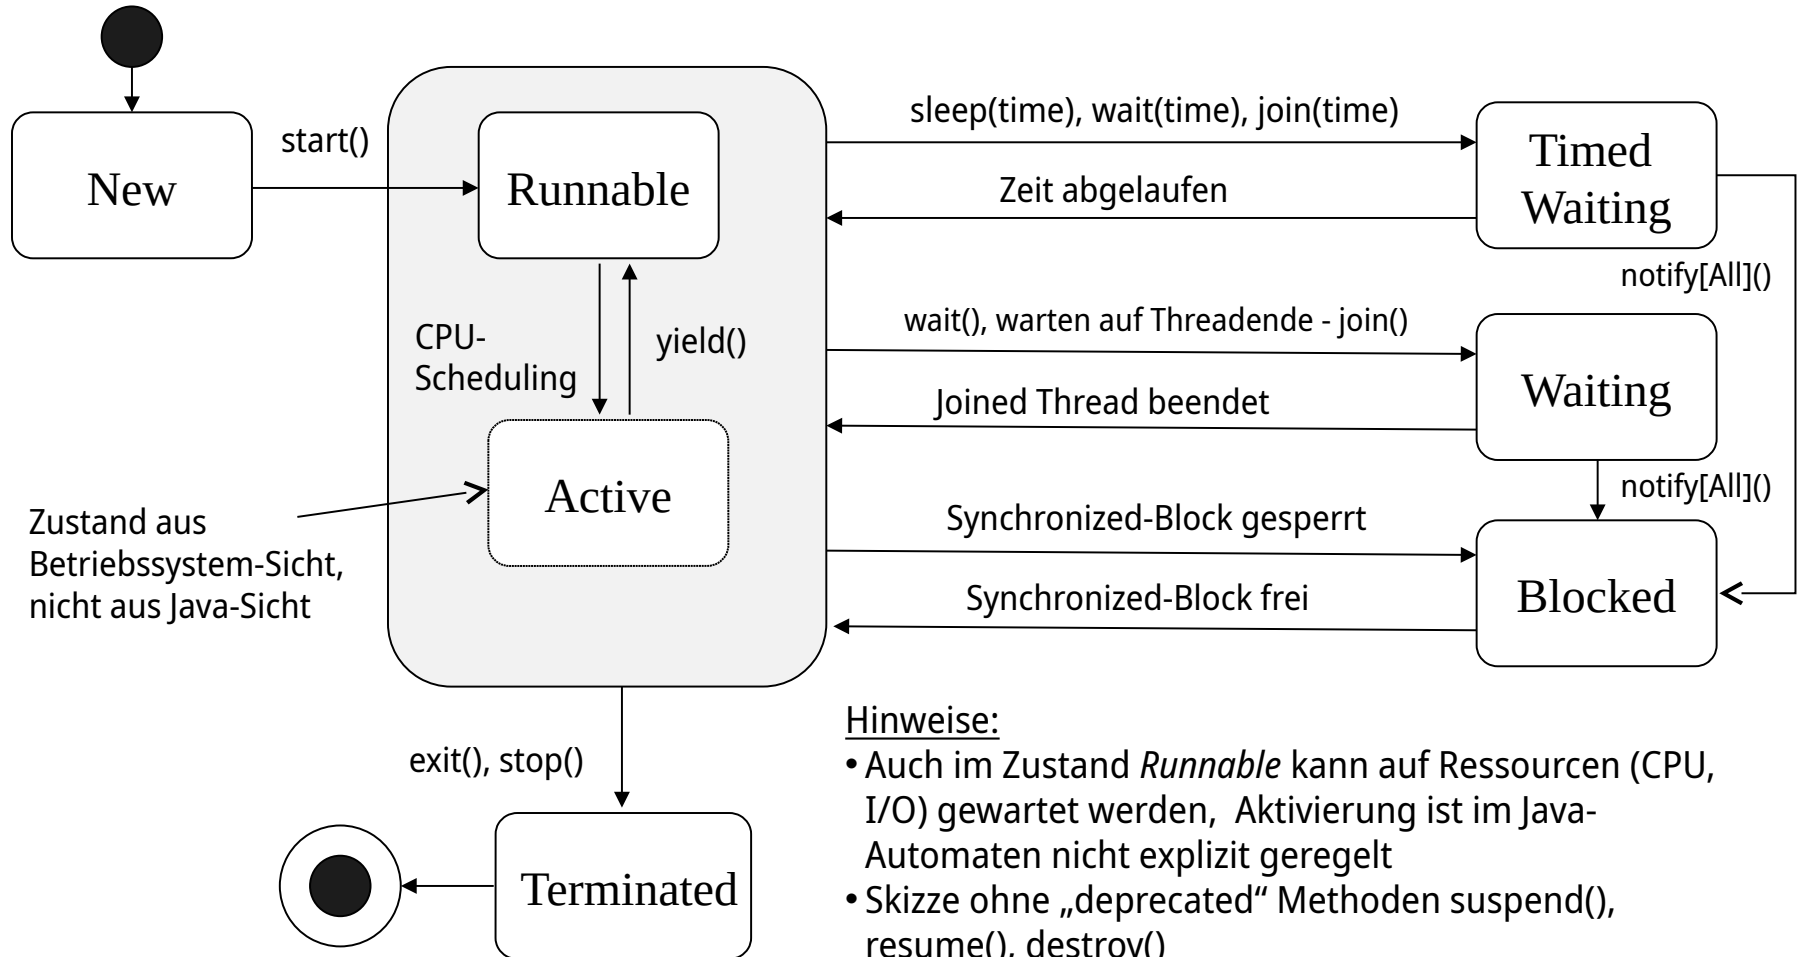 New
start()
Runnable
CPU-
Scheduling
yield()
Active
Zustand aus
Betriebssystem-Sicht,
nicht aus Java-Sicht
sleep(time), wait(time), join(time)
Zeit abgelaufen
Timed
Waiting
notify[All]()
wait(), warten auf Threadende - join()
Joined Thread beendet
Waiting
notify[All]()
Synchronized-Block gesperrt
Synchronized-Block frei
Blocked
exit(), stop()
Terminated
Hinweise:
• Auch im Zustand Runnable kann auf Ressourcen (CPU,
I/O) gewartet werden, Aktivierung ist im Java-
Automaten nicht explizit geregelt
• Skizze ohne „deprecated“ Methoden suspend(),
resume(), destroy()